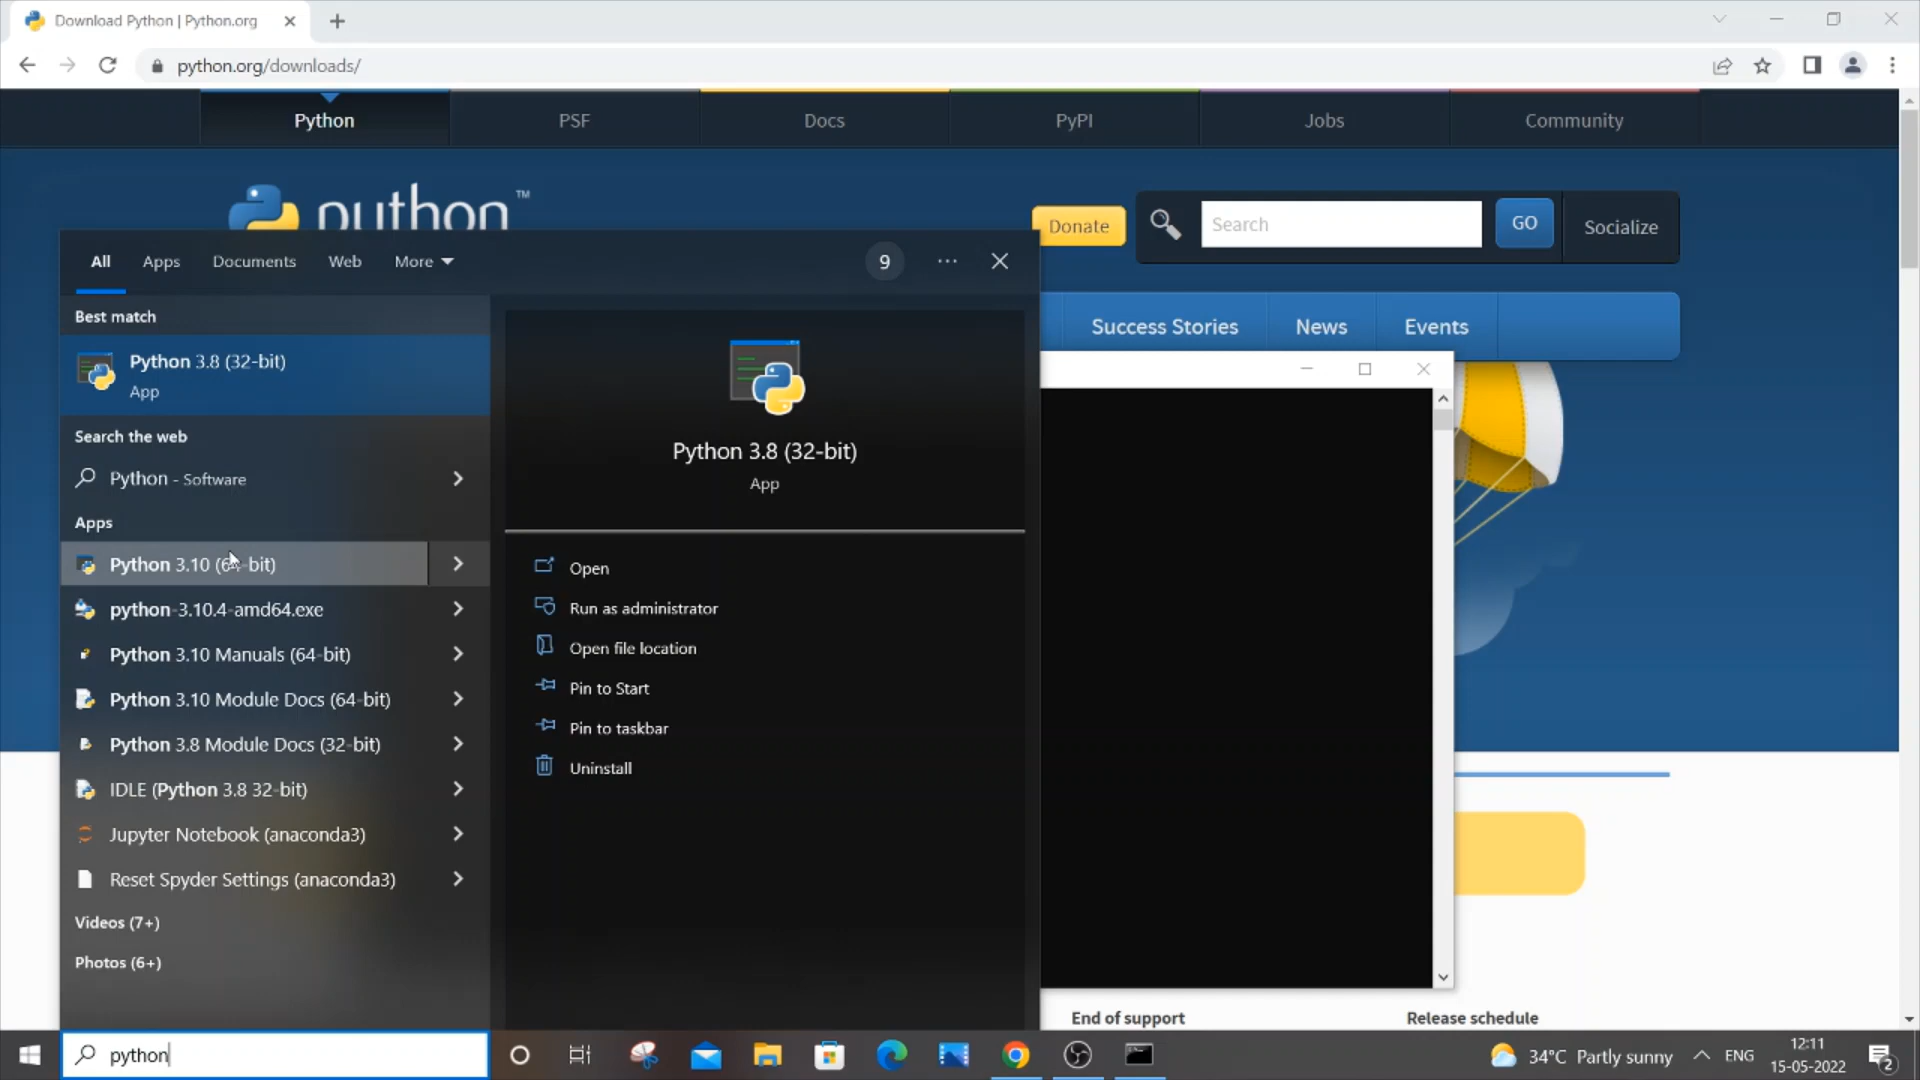 Download Python | Python.org
python.org/downloads/
Python
PSF
Docs
PyPI
Jobs
Community
python™
Donate
Search
GO
Socialize
Success Stories
News
Events
All
Apps
Documents
Web
More
9
Best match
Python 3.8 (32-bit)
App
Search the web
Python - Software
Apps
Python 3.10 (64-bit)
python-3.10.4-amd64.exe
Python 3.10 Manuals (64-bit)
Python 3.10 Module Docs (64-bit)
Python 3.8 Module Docs (32-bit)
IDLE (Python 3.8 32-bit)
Jupyter Notebook (anaconda3)
Reset Spyder Settings (anaconda3)
Videos (7+)
Photos (6+)
Python 3.8 (32-bit)
App
Open
Run as administrator
Open file location
Pin to Start
Pin to taskbar
Uninstall
End of support
Release schedule
python
34°C Partly sunny
ENG
12:11
15-05-2022
2